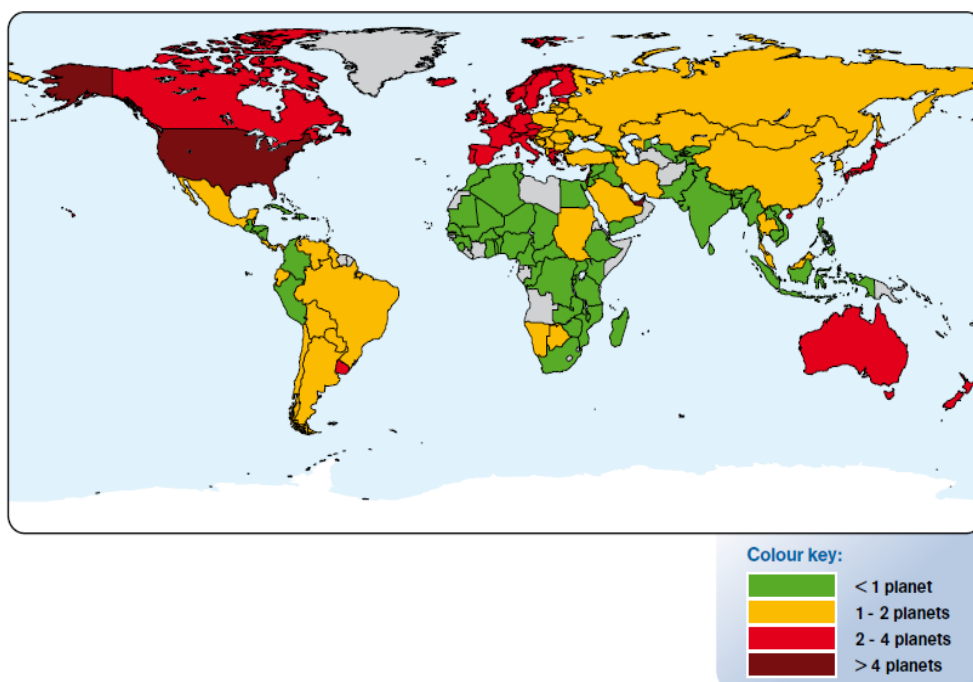 Colour key:
< 1 planet
1 - 2 planets
2 - 4 planets
> 4 planets